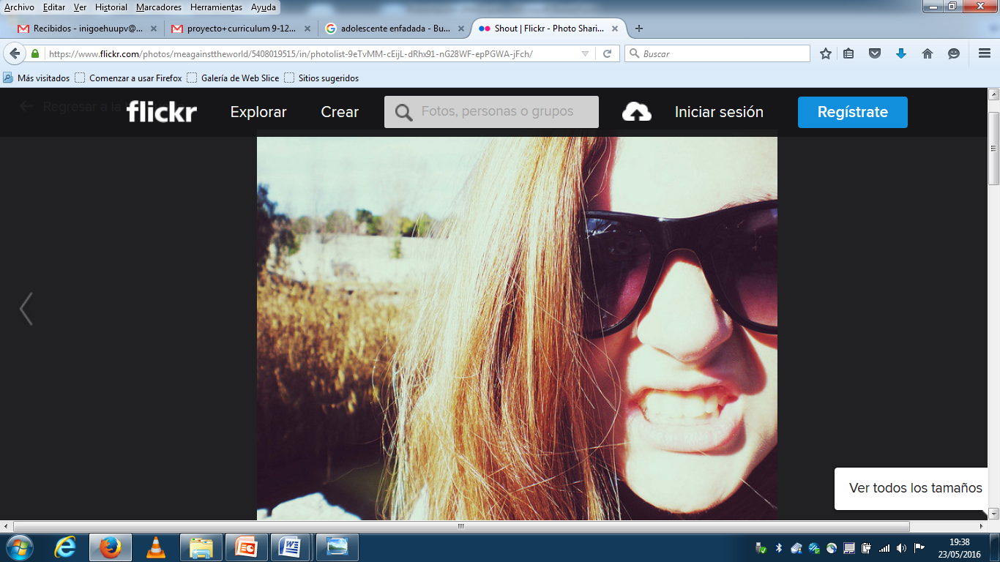 Archivo Editar Ver Historial Marcadores Herramientas Ayuda
Recibidos - inigoehuupv@... proyecto+curriculum 9-12... adolescente enfadada - Bu... Shout | Flickr - Photo Shari...
https://www.flickr.com/photos/meagainsttheworld/5408019515/in/photolist-9eTvMM-cEijL-dRhx91-nG28WF-epPGWA-jFch/ Buscar
Más visitados Comenzar a usar Firefox Galería de Web Slice Sitios sugeridos
Regresar a la
flickr Explorar Crear Fotos, personas o grupos Iniciar sesión Regístrate
Ver todos los tamaños
19:38
23/05/2016